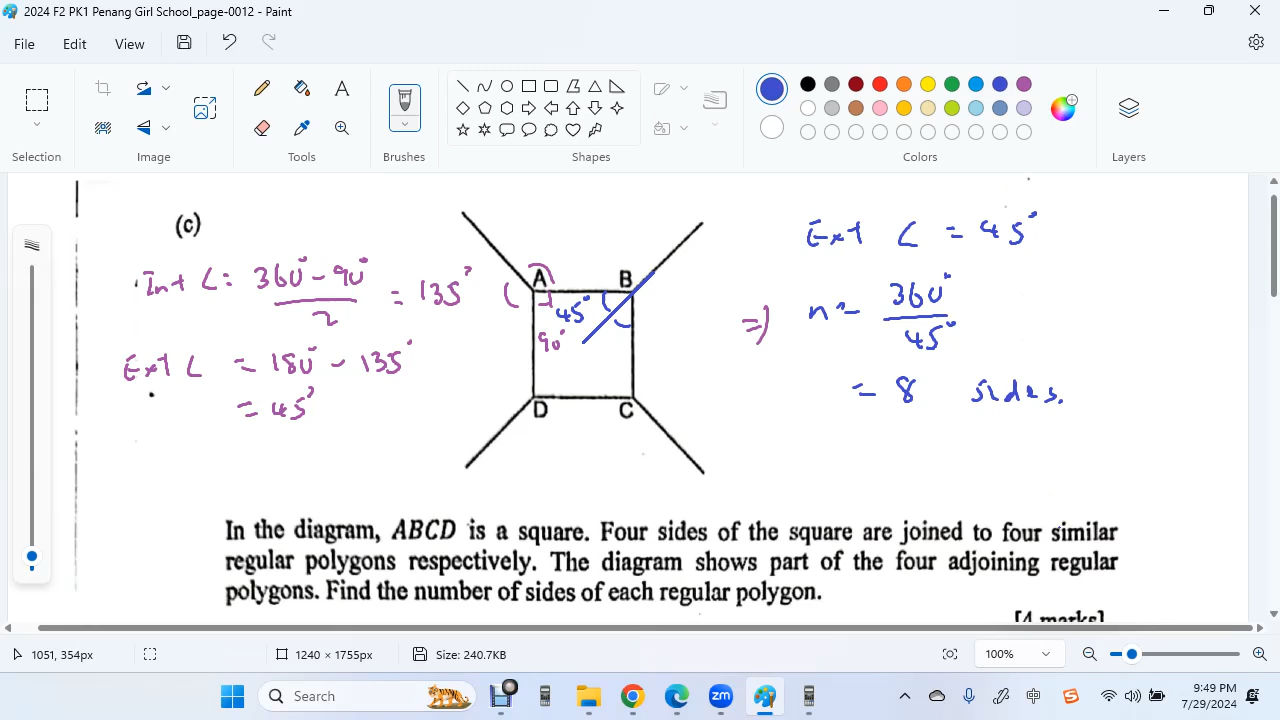 2024 F2 PK1 Penang Girl School_page-0012 - Paint
File Edit View
Selection Image Tools Brushes Shapes Colors Layers
(c)
Int ∠ = 360° - 90° / 2 = 135°
Ext ∠ = 180° - 135°
= 45°
A B
45°
90°
D C
Ext ∠ = 45°
=> n = 360° / 45°
= 8 sides.
In the diagram, ABCD is a square. Four sides of the square are joined to four similar
regular polygons respectively. The diagram shows part of the four adjoining regular
polygons. Find the number of sides of each regular polygon.
[4 marks]
1051, 354px 1240 × 1755px Size: 240.7KB 100%
Search zm 中 9:49 PM
7/29/2024